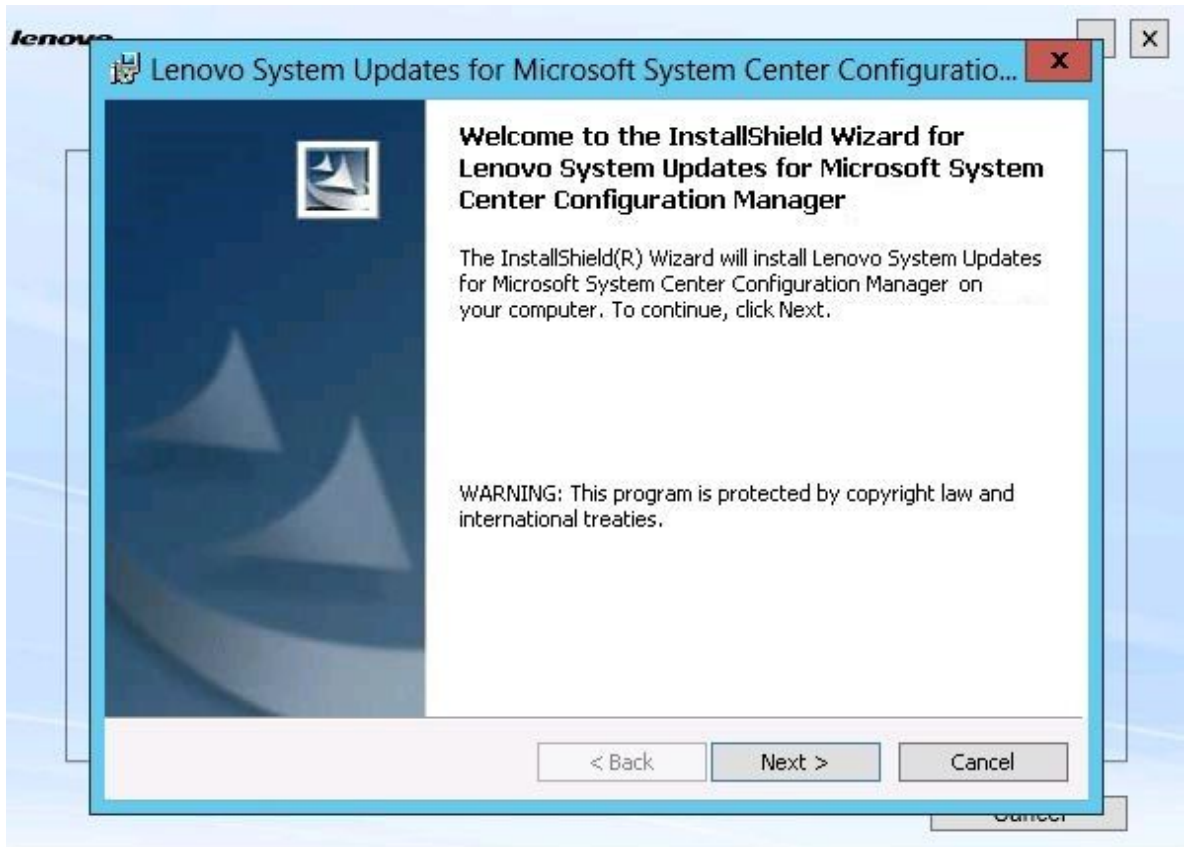 Lenovo System Updates for Microsoft System Center Configuratio...
Welcome to the InstallShield Wizard for
Lenovo System Updates for Microsoft System
Center Configuration Manager
The InstallShield(R) Wizard will install Lenovo System Updates
for Microsoft System Center Configuration Manager on
your computer. To continue, click Next.
WARNING: This program is protected by copyright law and
international treaties.
< Back
Next >
Cancel